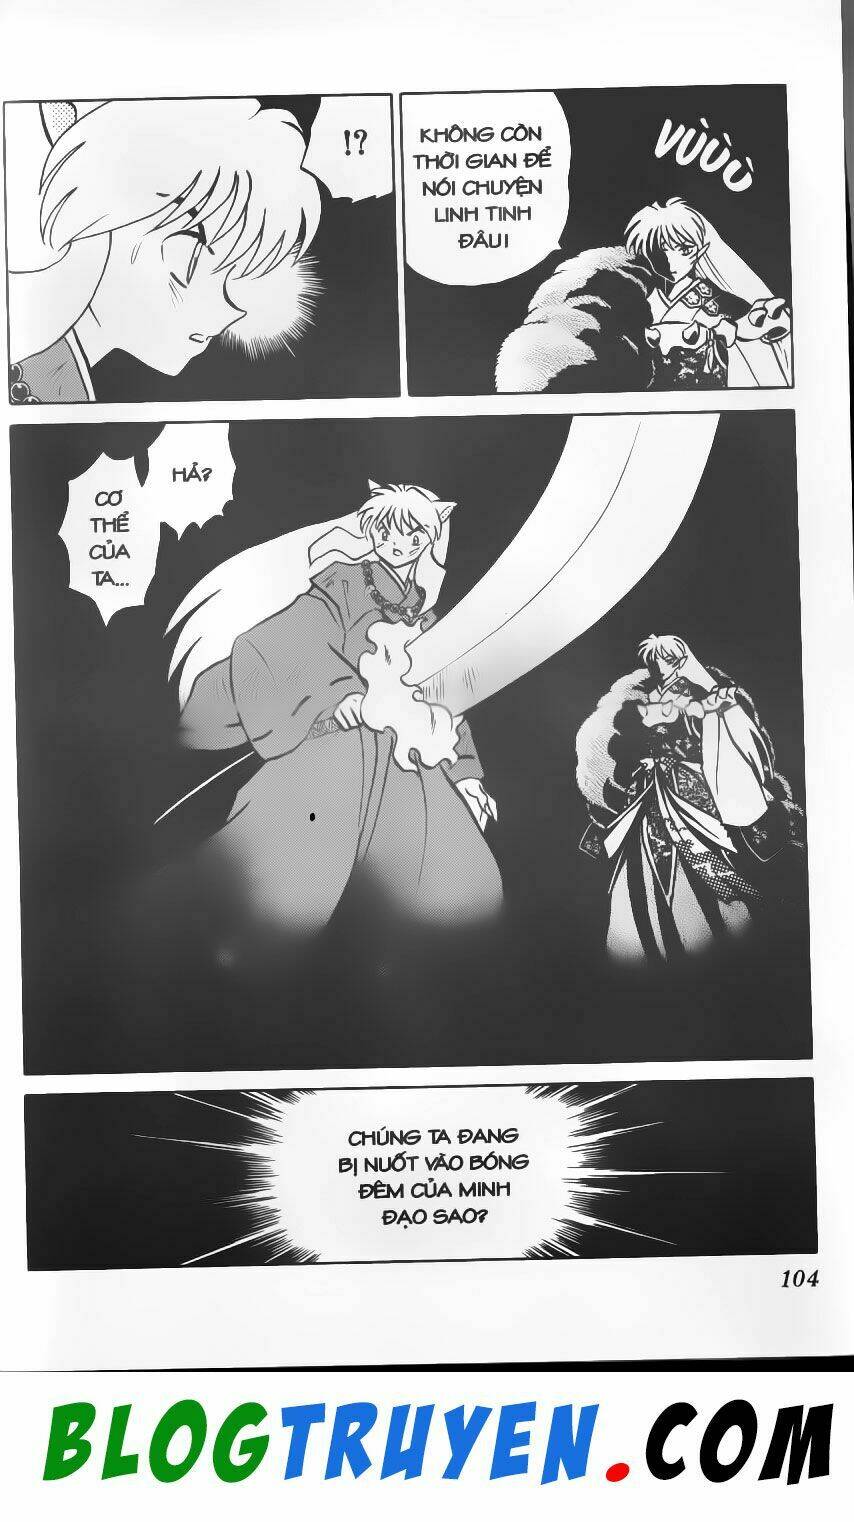 !?
KHÔNG CÒN
THỜI GIAN ĐỂ
NÓI CHUYỆN
LINH TINH
ĐÂU!
VÙÙÙ
HẢ?
CƠ
THỂ
CỦA
TA...
CHÚNG TA ĐANG
BỊ NUỐT VÀO BÓNG
ĐÊM CỦA MINH
ĐẠO SAO?
104
BLOGTRUYEN.COM